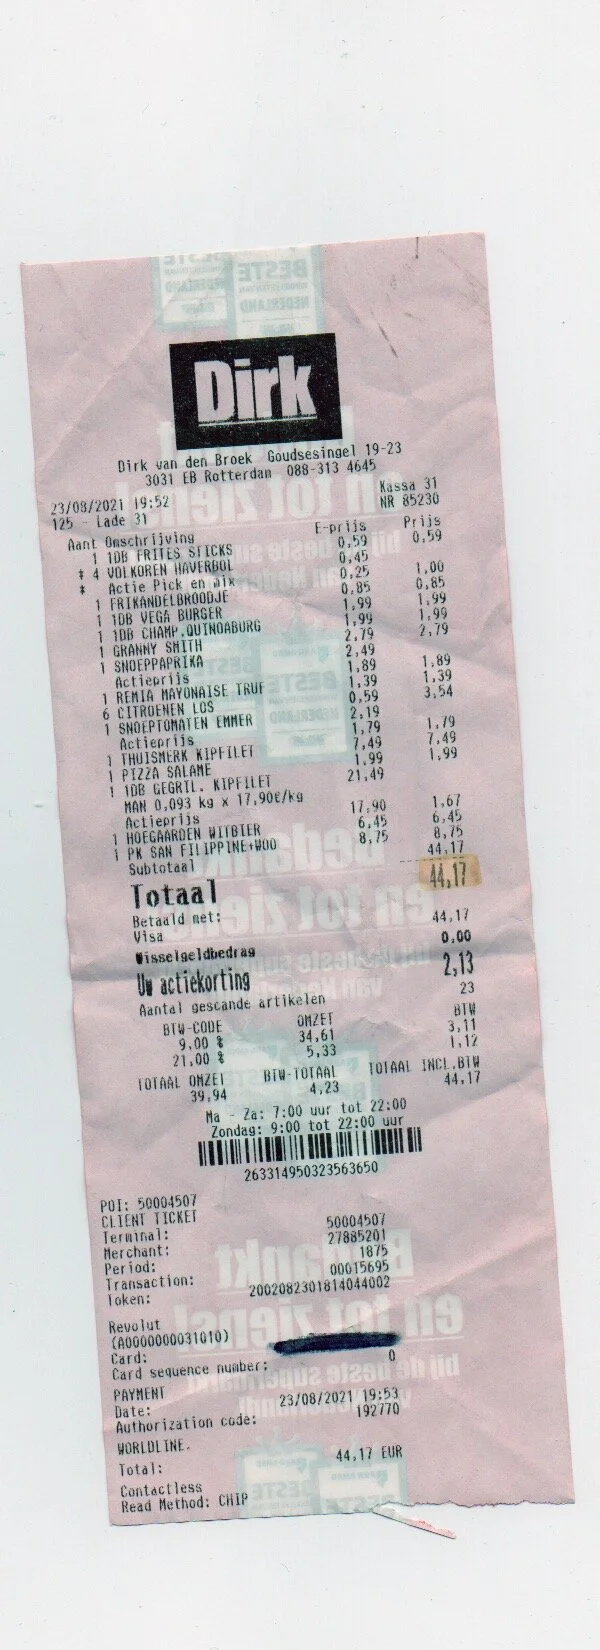 Dirk
Dirk van den Broek Goudsesingel 19-23
3031 EB Rotterdam 088-313 4645
Kassa 31
23/08/2021 19:52 NR 85230
125 - Lade 31
Aant Omschrijving E-prijs Prijs
1 1DB FRITES STICKS 0,59 0,59
* 4 VOLKOREN HAVERBOL 0,45
* Actie Pick en mix 0,25 1,00
1 FRIKANDELBROODJE 0,85 0,85
1 1DB VEGA BURGER 1,99 1,99
1 1DB CHAMP.QUINOABURG 1,99 1,99
1 GRANNY SMITH 2,79 2,79
1 SNOEPPAPRIKA 2,49
Actieprijs 1,89 1,89
1 REMIA MAYONAISE TRUF 1,39 1,39
6 CITROENEN LOS 0,59 3,54
1 SNOEPTOMATEN EMMER 2,19
Actieprijs 1,79 1,79
1 THUISMERK KIPFILET 7,49 7,49
1 PIZZA SALAME 1,99 1,99
1 1DB GEGRIL. KIPFILET 21,49
MAN 0,093 kg x 17,90€/kg
Actieprijs 17,90 1,67
1 HOEGAARDEN WITBIER 6,45 6,45
1 PK SAN FILIPPINE+WOO 8,75 8,75
Subtotaal 44,17
Totaal 44,17
Betaald met:
Visa 44,17
Wisselgeldbedrag 0,00
Uw actiekorting 2,13
Aantal gescande artikelen 23
BTW-CODE OMZET BTW
9,00 % 34,61 3,11
21,00 % 5,33 1,12
TOTAAL OMZET BTW-TOTAAL TOTAAL INCL.BTW
39,94 4,23 44,17
Ma - Za: 7:00 uur tot 22:00
Zondag: 9:00 tot 22:00 uur
263314950323563650
POI: 50004507
CLIENT TICKET
Terminal: 50004507
Merchant: 27885201
Period: 1875
Transaction: 00015695
Token: 2002082301814044002
Revolut
(A0000000031010)
Card:
Card sequence number: 0
PAYMENT
Date: 23/08/2021 19:53
Authorization code: 192770
WORLDLINE.
Total: 44,17 EUR
Contactless
Read Method: CHIP